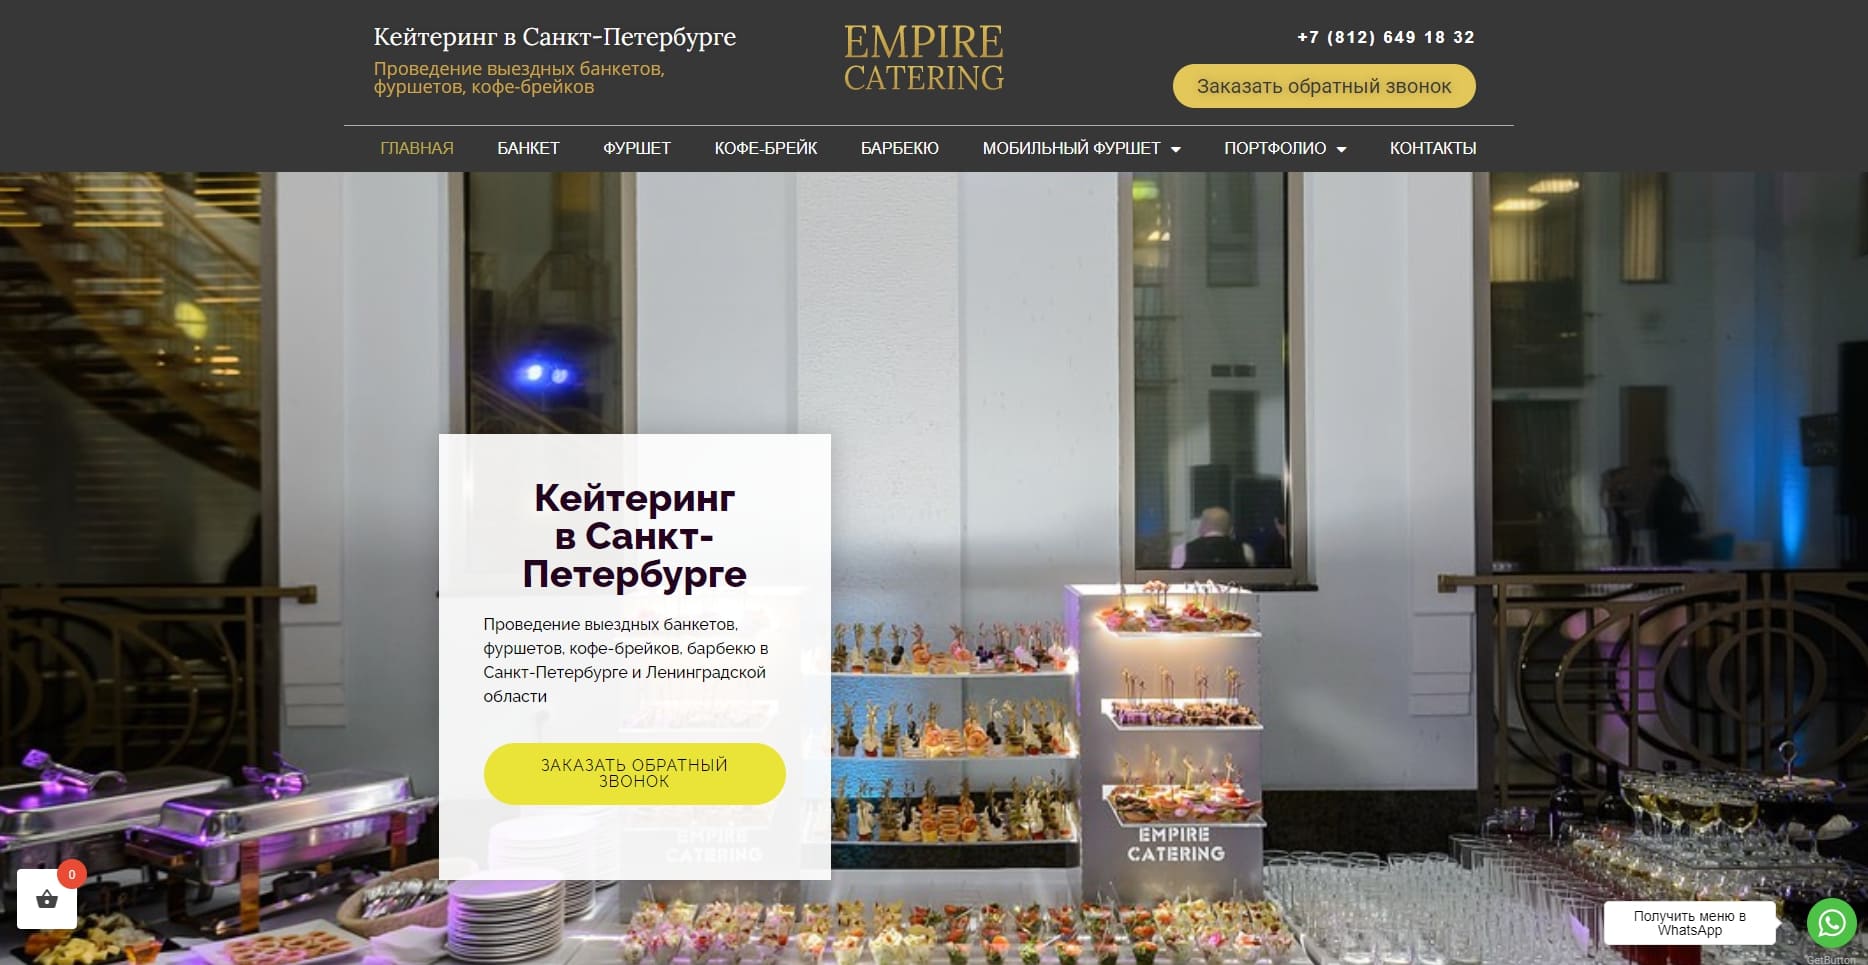 Кейтеринг в Санкт-Петербурге
Проведение выездных банкетов,
фуршетов, кофе-брейков
EMPIRE
CATERING
+7 (812) 649 18 32
Заказать обратный звонок
ГЛАВНАЯ БАНКЕТ ФУРШЕТ КОФЕ-БРЕЙК БАРБЕКЮ МОБИЛЬНЫЙ ФУРШЕТ ПОРТФОЛИО КОНТАКТЫ
Кейтеринг
в Санкт-
Петербурге
Проведение выездных банкетов,
фуршетов, кофе-брейков, барбекю в
Санкт-Петербурге и Ленинградской
области
ЗАКАЗАТЬ ОБРАТНЫЙ
ЗВОНОК
EMPIRE
CATERING
EMPIRE
CATERING
0
Получить меню в
WhatsApp
GetButton